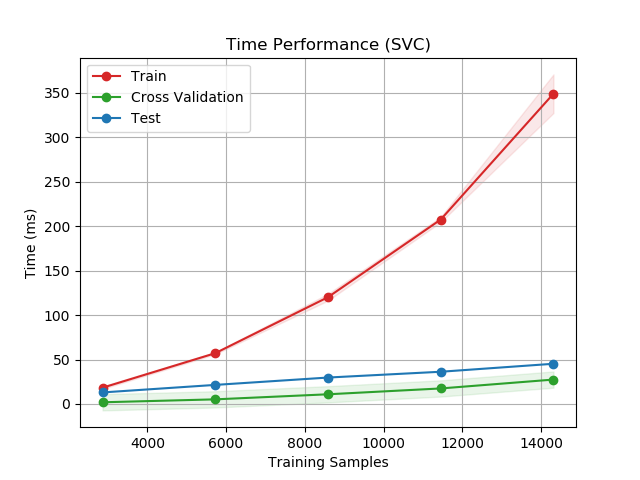 Time Performance (SVC)
Train
Cross Validation
Test
350
300
250
200
150
100
50
0
Time (ms)
4000
6000
8000
10000
12000
14000
Training Samples